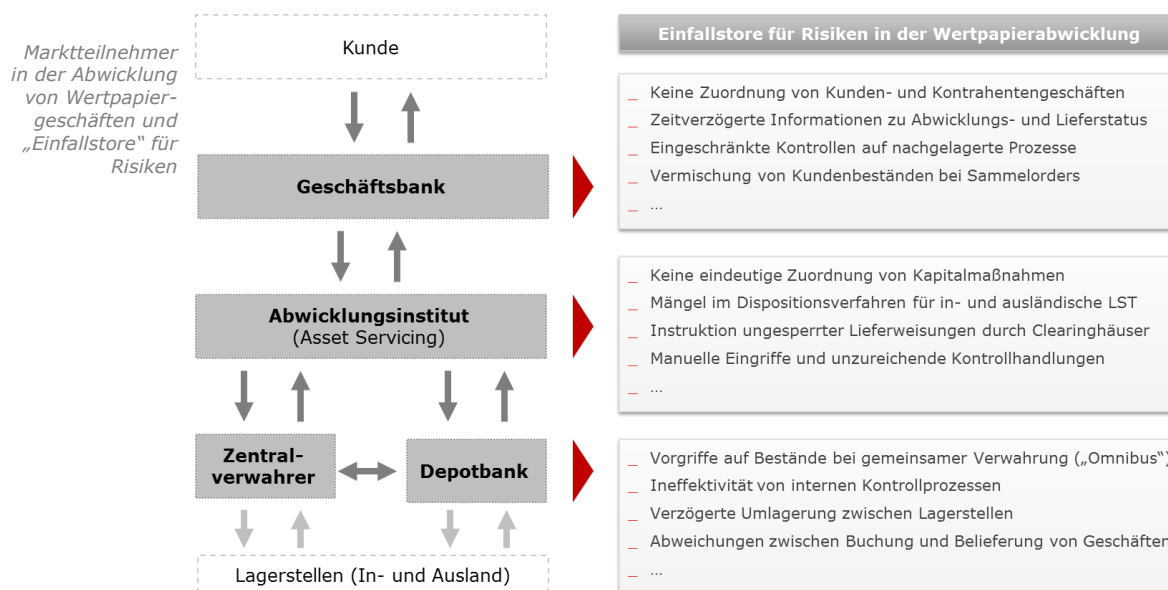 Marktteilnehmer
in der Abwicklung
von Wertpapier-
geschäften und
„Einfallstore“ für
Risiken
Kunde
Geschäftsbank
Abwicklungsinstitut
(Asset Servicing)
Zentral-
verwahrer
Depotbank
Lagerstellen (In- und Ausland)
Einfallstore für Risiken in der Wertpapierabwicklung
_ Keine Zuordnung von Kunden- und Kontrahentengeschäften
_ Zeitverzögerte Informationen zu Abwicklungs- und Lieferstatus
_ Eingeschränkte Kontrollen auf nachgelagerte Prozesse
_ Vermischung von Kundenbeständen bei Sammelorders
_ ...
_ Keine eindeutige Zuordnung von Kapitalmaßnahmen
_ Mängel im Dispositionsverfahren für in- und ausländische LST
_ Instruktion ungesperrter Lieferweisungen durch Clearinghäuser
_ Manuelle Eingriffe und unzureichende Kontrollhandlungen
_ ...
_ Vorgriffe auf Bestände bei gemeinsamer Verwahrung („Omnibus“)
_ Ineffektivität von internen Kontrollprozessen
_ Verzögerte Umlagerung zwischen Lagerstellen
_ Abweichungen zwischen Buchung und Belieferung von Geschäften
_ ...